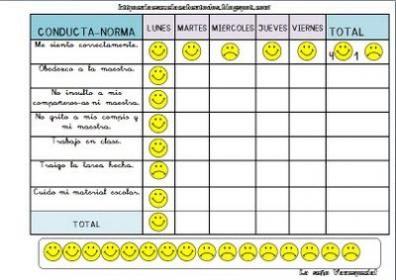 CONDUCTA-NORMA LUNES MARTES MIERCOLES JUEVES VIERNES TOTAL
Me siento correctamente. 4 1
Obedezco a la maestra.
No insulto a mis
compañeros-as ni maestra.
No grito a mis compis y
mi maestra.
Trabajo en clase.
Traigo la tarea hecha.
Cuido mi material escolar.
TOTAL